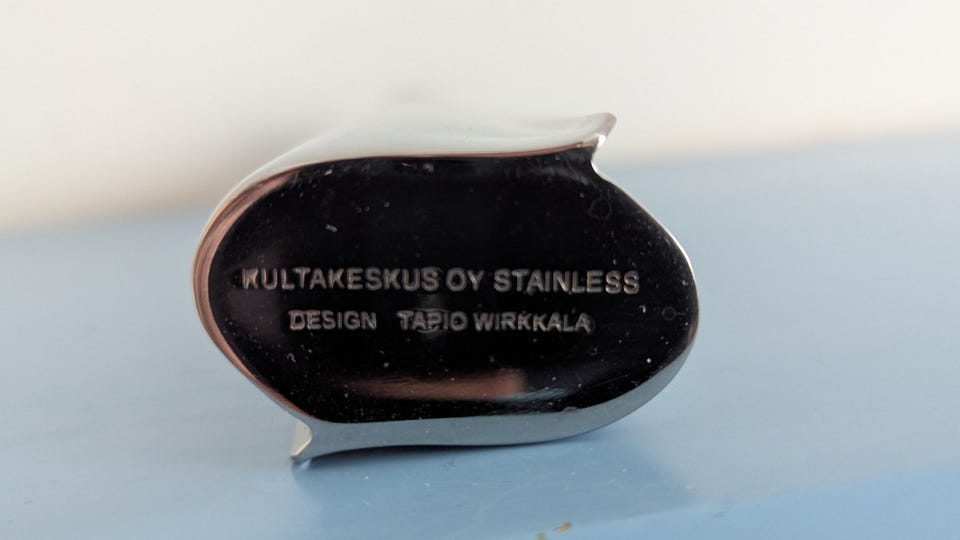 KULTAKESKUS OY STAINLESS
DESIGN TAPIO WIRKKALA